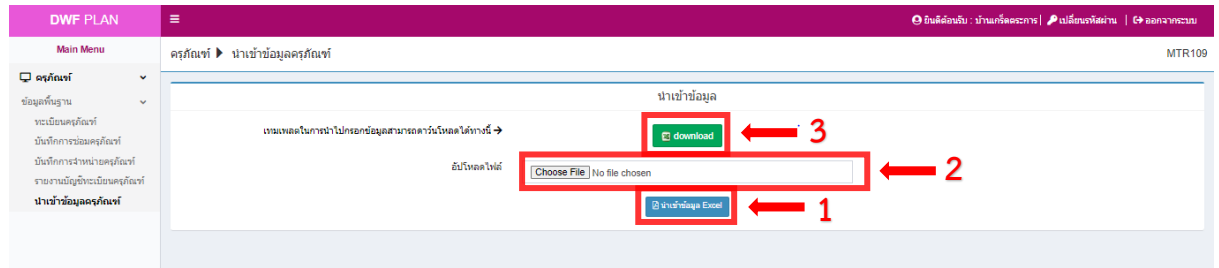 DWF PLAN
ยินดีต้อนรับ : บ้านเกร็ดตระการ | เปลี่ยนรหัสผ่าน | ออกจากระบบ
Main Menu
ครุภัณฑ์ นำเข้าข้อมูลครุภัณฑ์
MTR109
ครุภัณฑ์
ข้อมูลพื้นฐาน
ทะเบียนครุภัณฑ์
บันทึกการซ่อมครุภัณฑ์
บันทึกการจำหน่ายครุภัณฑ์
รายงานบัญชีทะเบียนครุภัณฑ์
นำเข้าข้อมูลครุภัณฑ์
นำเข้าข้อมูล
เทมเพลตในการนำไปกรอกข้อมูลสามารถดาวน์โหลดได้ทางนี้ →
download
3
อัปโหลดไฟล์
Choose File No file chosen
2
นำเข้าข้อมูล Excel
1